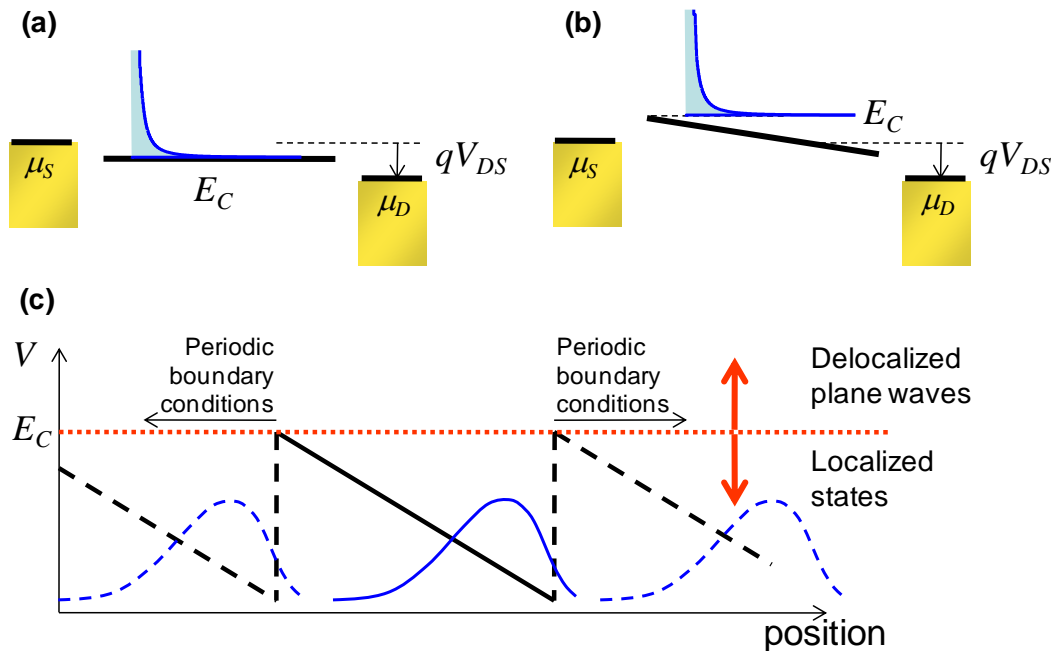 (a)
μS
EC
qVDS
μD
(b)
EC
μS
qVDS
μD
(c)
V
Periodic
boundary
conditions
Periodic
boundary
conditions
Delocalized
plane waves
EC
Localized
states
position